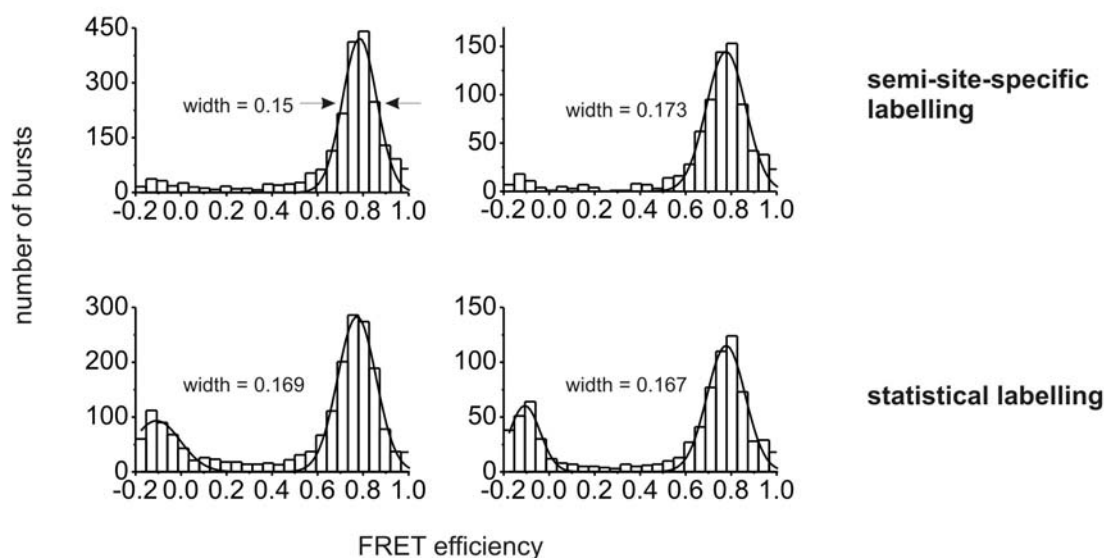 450
300
150
0
width = 0.15
-0.2 0.0 0.2 0.4 0.6 0.8 1.0
150
100
50
0
width = 0.173
-0.2 0.0 0.2 0.4 0.6 0.8 1.0
semi-site-specific
labelling
number of bursts
300
200
100
0
width = 0.169
-0.2 0.0 0.2 0.4 0.6 0.8 1.0
150
100
50
0
width = 0.167
-0.2 0.0 0.2 0.4 0.6 0.8 1.0
statistical labelling
FRET efficiency